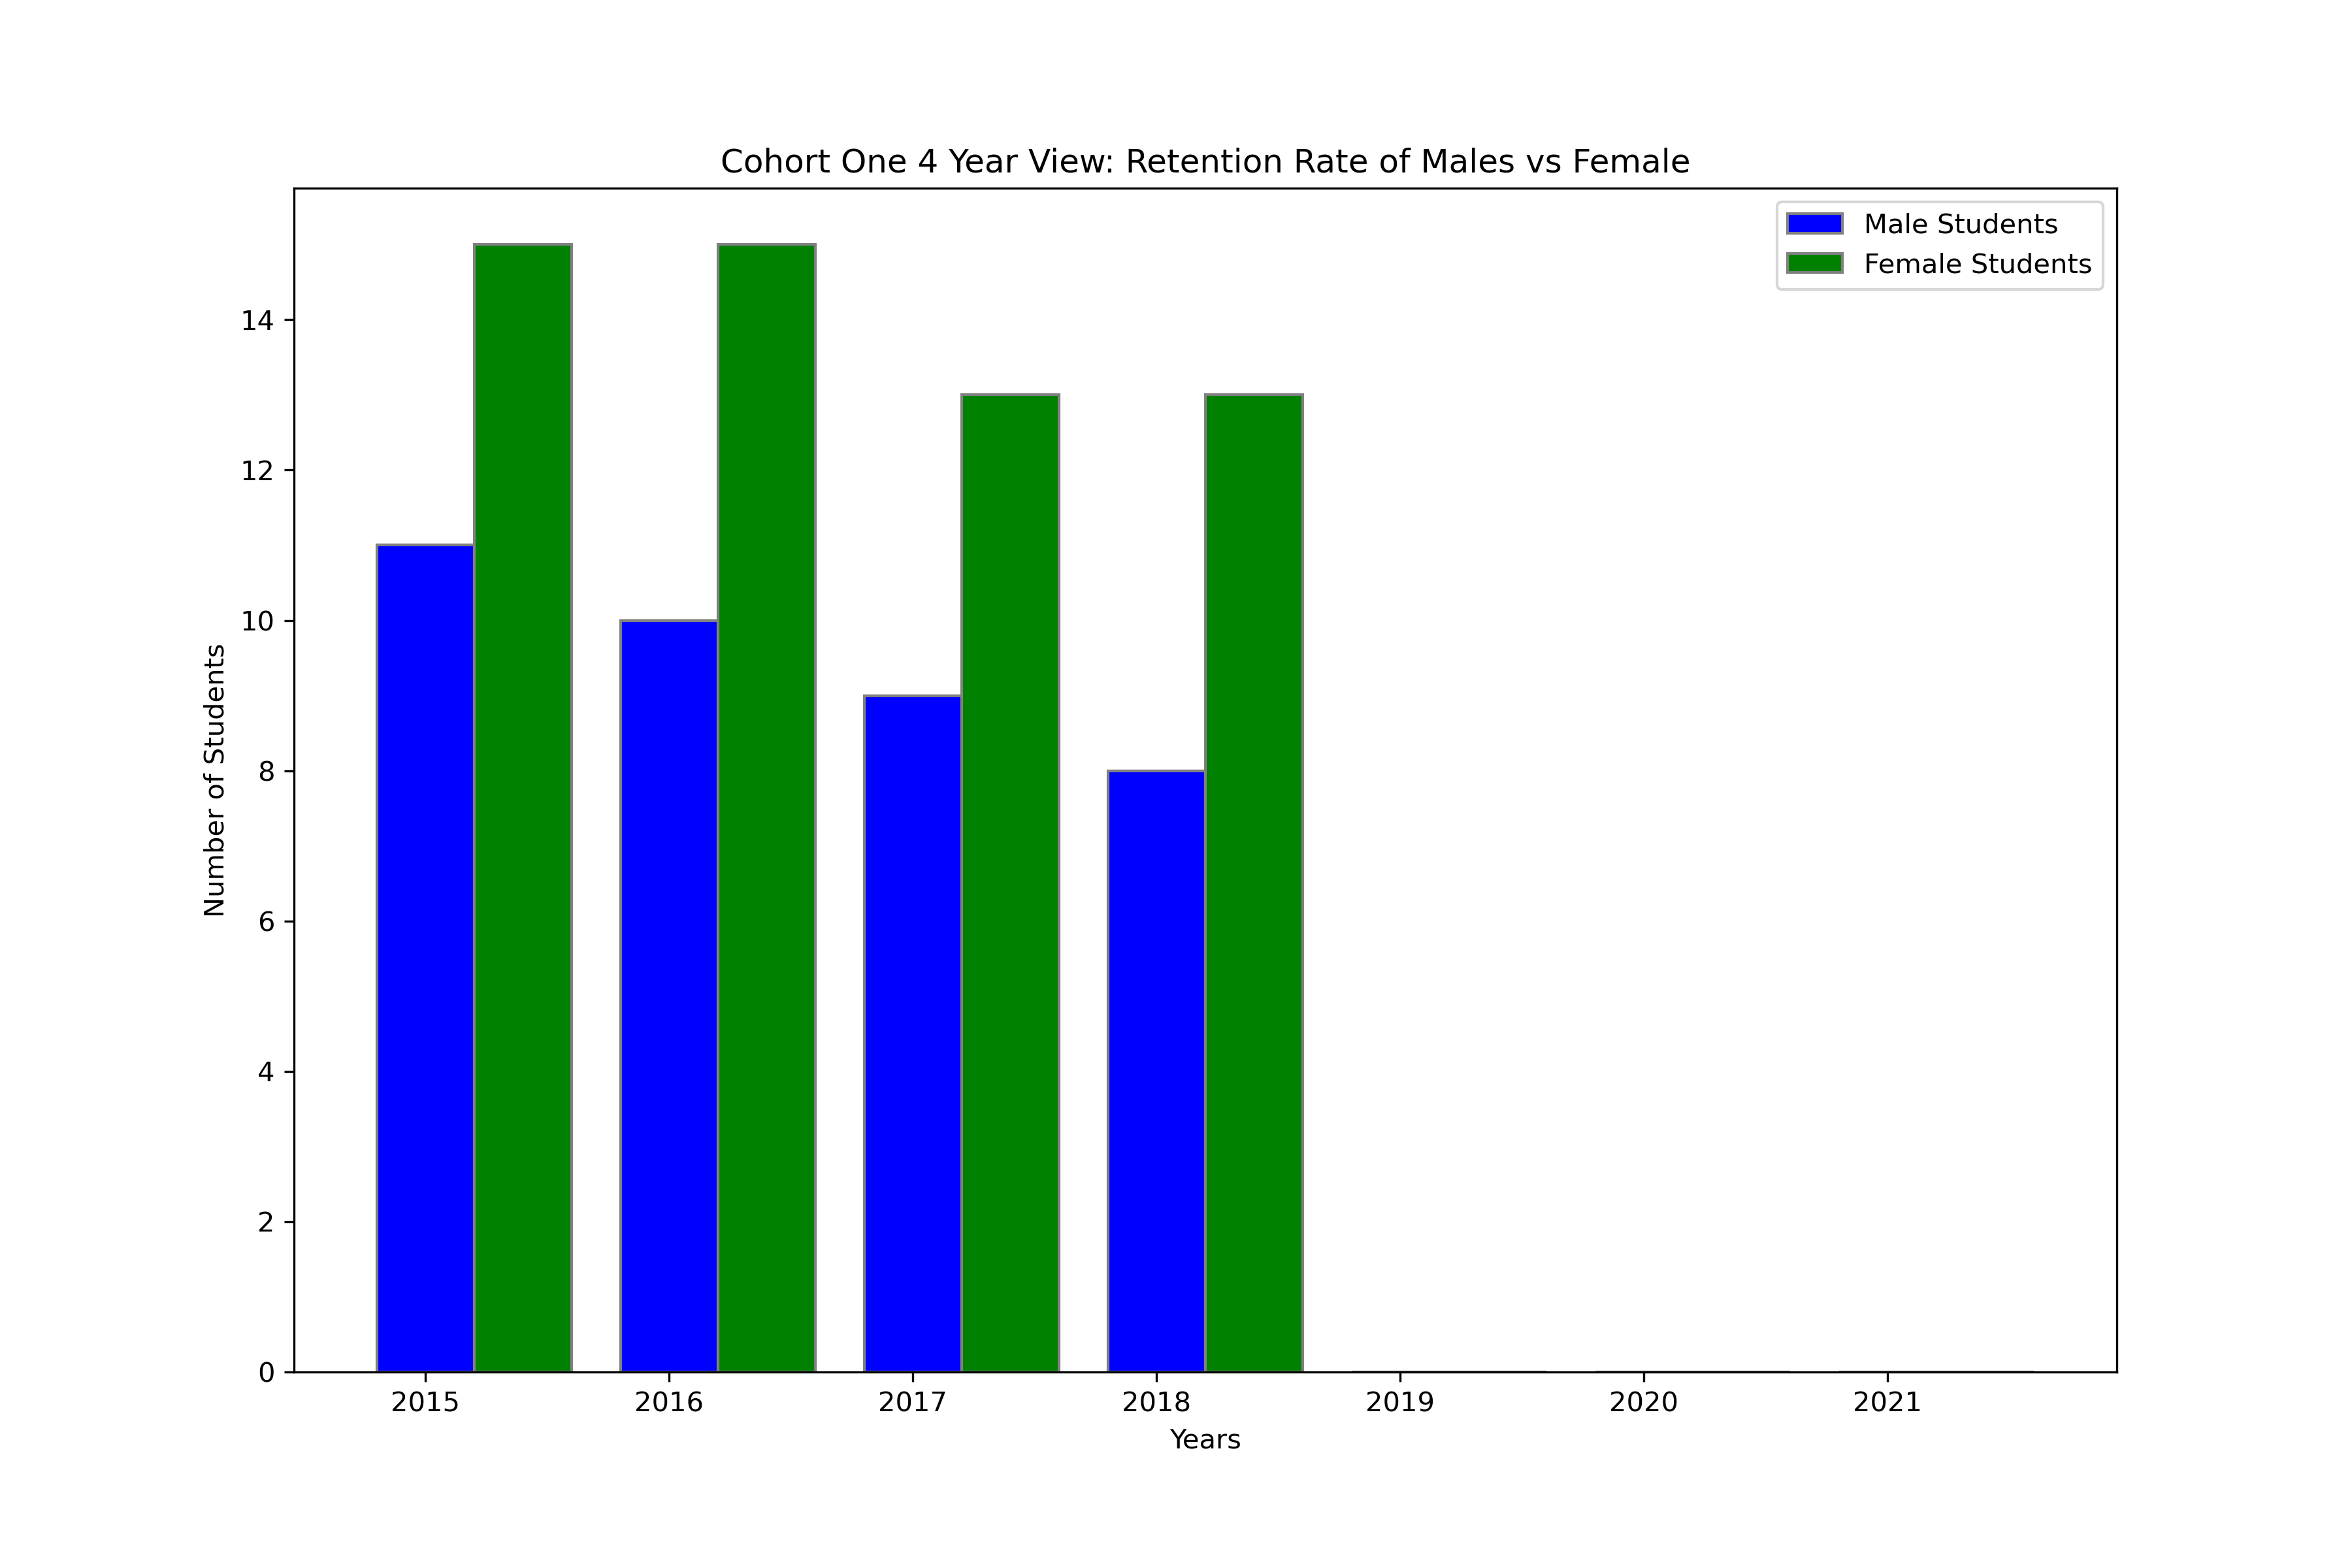 Cohort One 4 Year View: Retention Rate of Males vs Female
Male Students
Female Students
14
12
10
8
6
4
2
0
Number of Students
2015 2016 2017 2018 2019 2020 2021
Years